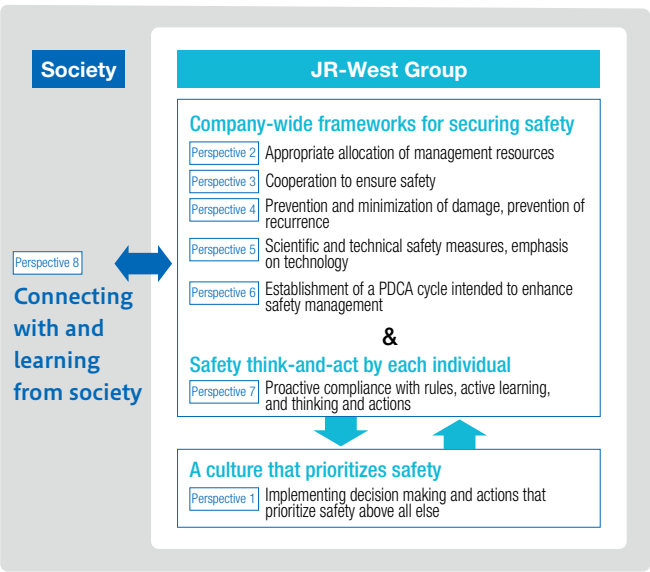 Society
JR-West Group
Company-wide frameworks for securing safety
Perspective 2 Appropriate allocation of management resources
Perspective 3 Cooperation to ensure safety
Perspective 4 Prevention and minimization of damage, prevention of
recurrence
Perspective 5 Scientific and technical safety measures, emphasis
on technology
Perspective 6 Establishment of a PDCA cycle intended to enhance
safety management
&
Safety think-and-act by each individual
Perspective 7 Proactive compliance with rules, active learning,
and thinking and actions
Perspective 8
Connecting
with and
learning
from society
A culture that prioritizes safety
Perspective 1 Implementing decision making and actions that
prioritize safety above all else